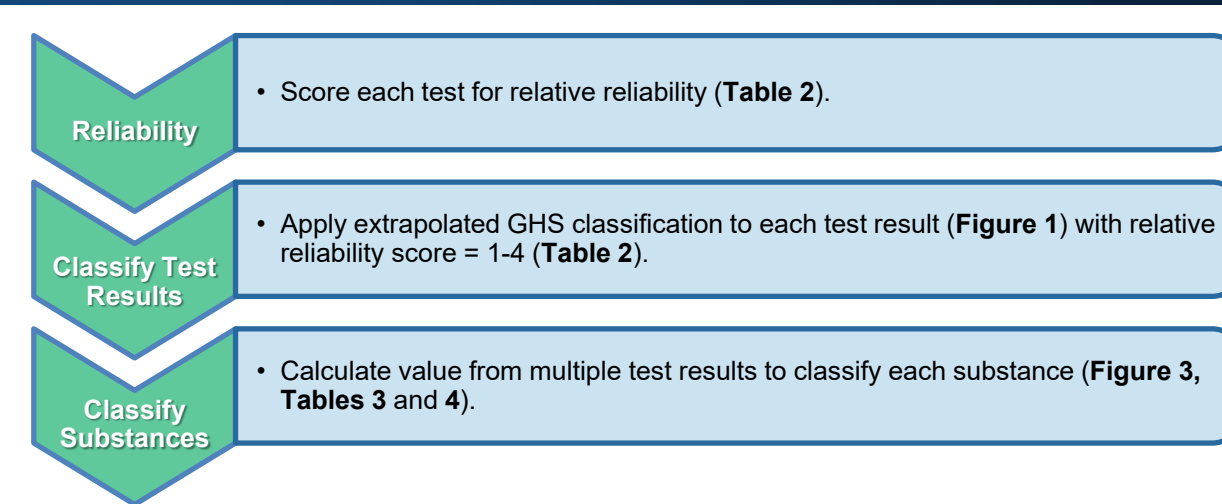 Reliability
• Score each test for relative reliability (Table 2).
Classify Test
Results
• Apply extrapolated GHS classification to each test result (Figure 1) with relative
reliability score = 1-4 (Table 2).
Classify
Substances
• Calculate value from multiple test results to classify each substance (Figure 3,
Tables 3 and 4).